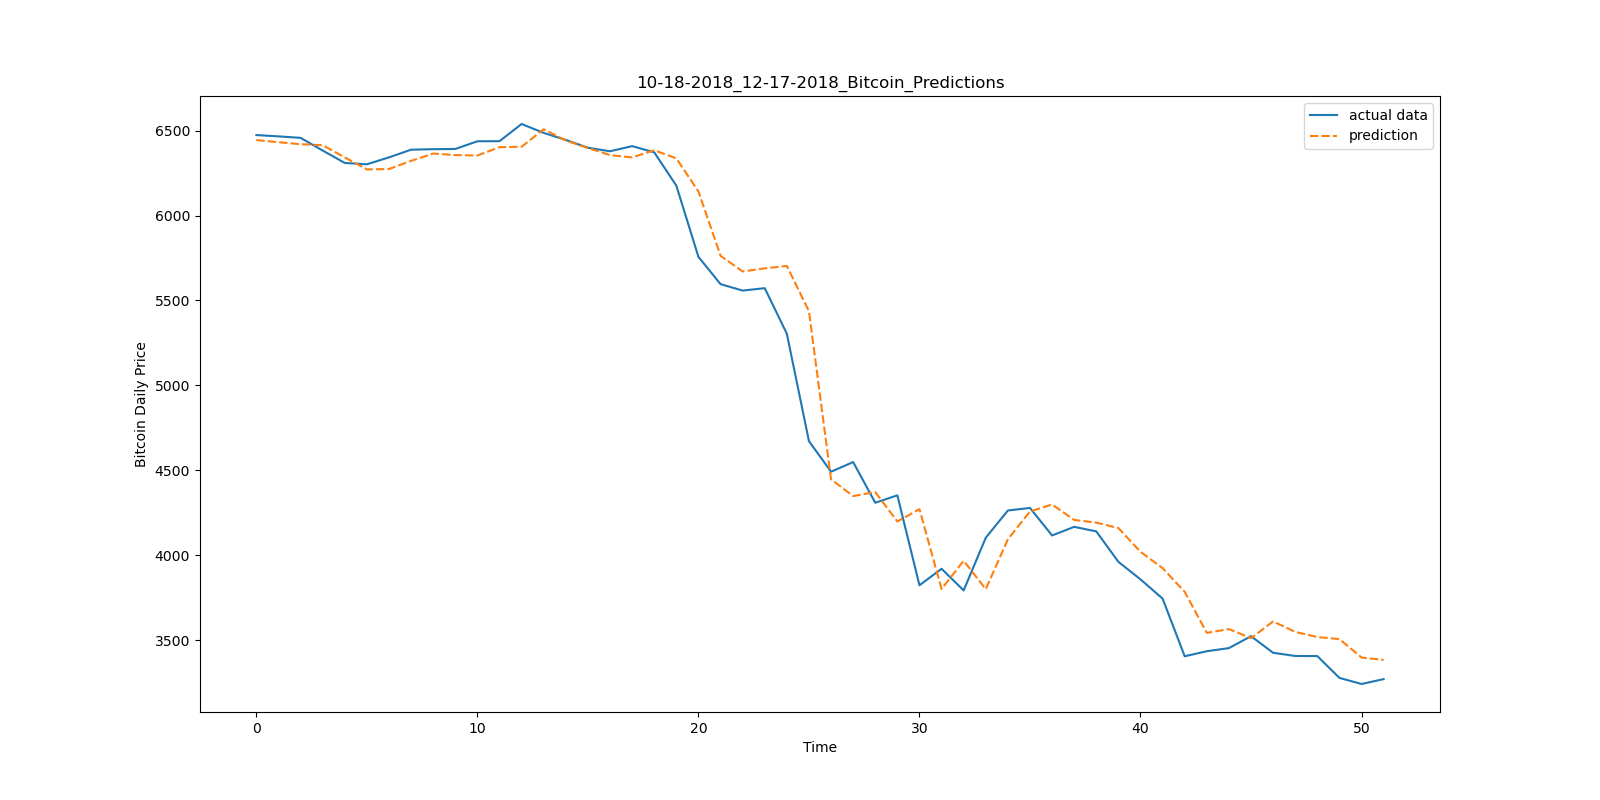 10-18-2018_12-17-2018_Bitcoin_Predictions
actual data
prediction
Bitcoin Daily Price
6500
6000
5500
5000
4500
4000
3500
0 10 20 30 40 50
Time